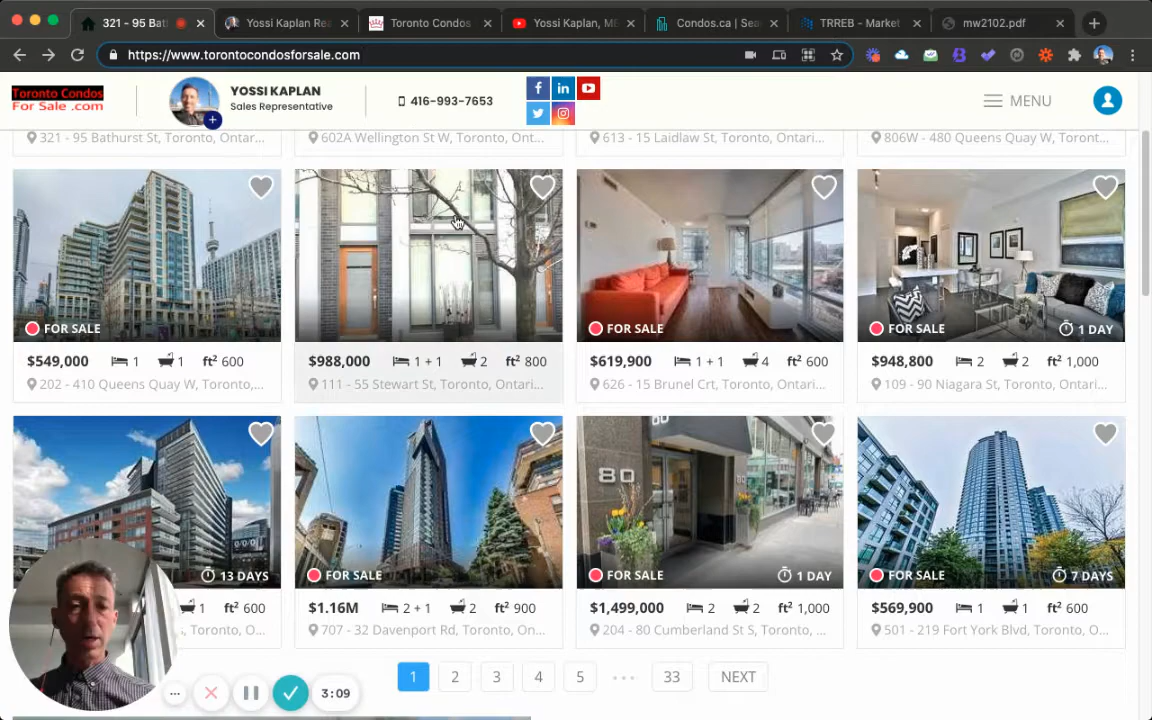 321 - 95 Bat
Yossi Kaplan Rea
Toronto Condos
Yossi Kaplan, ME
Condos.ca | Sea
TRREB - Market
mw2102.pdf
https://www.torontocondosforsale.com
Toronto Condos
For Sale .com
YOSSI KAPLAN
Sales Representative
416-993-7653
MENU
321 - 95 Bathurst St, Toronto, Ontar...
602A Wellington St W, Toronto, Ont...
613 - 15 Laidlaw St, Toronto, Ontari...
806W - 480 Queens Quay W, Toront...
FOR SALE
FOR SALE
FOR SALE
1 DAY
$549,000 1 1 ft² 600
$988,000 1 + 1 2 ft² 800
$619,900 1 + 1 4 ft² 600
$948,800 2 2 ft² 1,000
202 - 410 Queens Quay W, Toronto,...
111 - 55 Stewart St, Toronto, Ontari...
626 - 15 Brunel Crt, Toronto, Ontari...
109 - 90 Niagara St, Toronto, Ontari...
80
13 DAYS
FOR SALE
FOR SALE
1 DAY
FOR SALE
7 DAYS
1 ft² 600
$1.16M 2 + 1 2 ft² 900
$1,499,000 2 2 ft² 1,000
$569,900 1 1 ft² 600
, Toronto, O...
707 - 32 Davenport Rd, Toronto, On...
204 - 80 Cumberland St S, Toronto, ...
501 - 219 Fort York Blvd, Toronto, O...
1 2 3 4 5 ... 33 NEXT
3:09